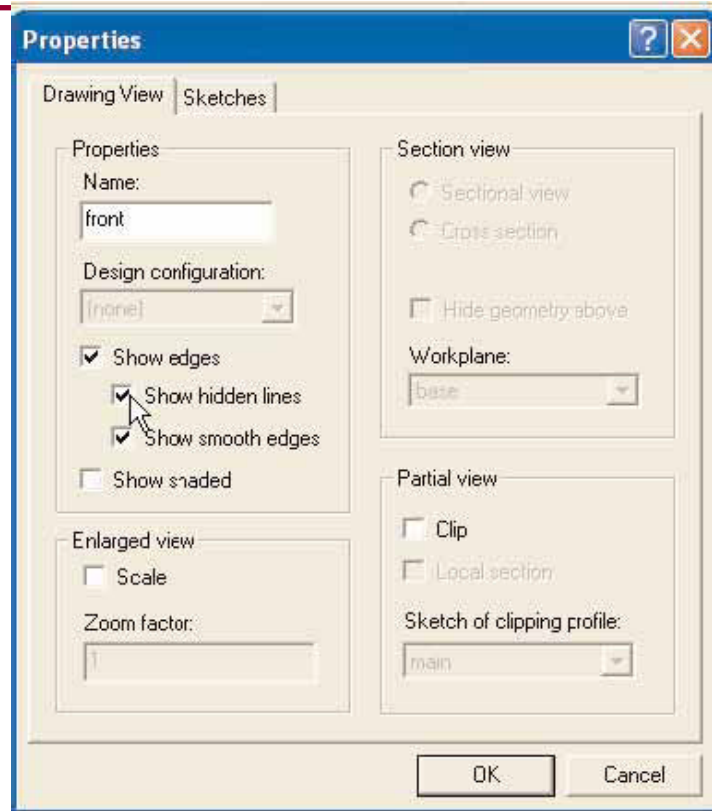 Properties
Drawing View
Sketches
Properties
Name:
front
Design configuration:
(none)
Show edges
Show hidden lines
Show smooth edges
Show shaded
Enlarged view
Scale
Zoom factor:
1
Section view
Sectional view
Cross section
Hide geometry above
Workplane:
base
Partial view
Clip
Local section
Sketch of clipping profile:
main
OK
Cancel